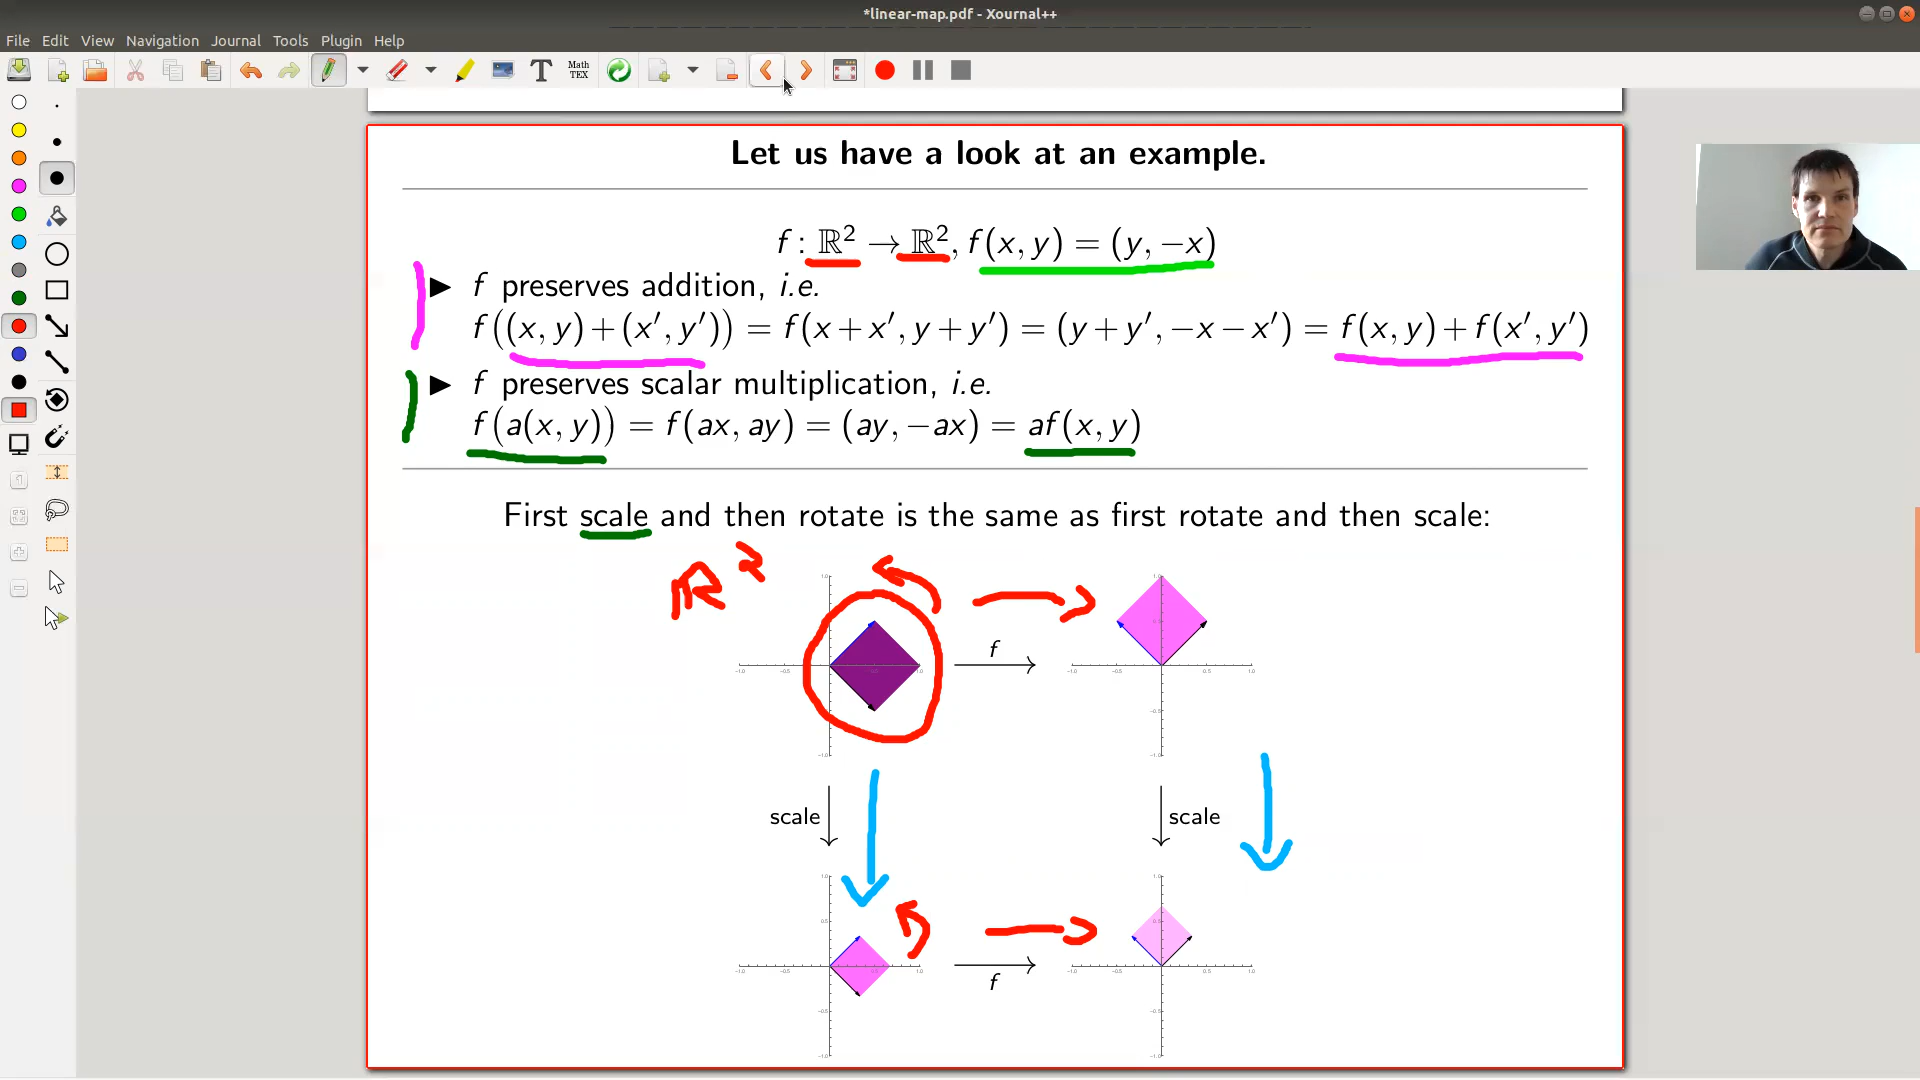 *linear-map.pdf - Xournal++
File Edit View Navigation Journal Tools Plugin Help
Math
TEX
Let us have a look at an example.
f : ℝ² → ℝ², f(x, y) = (y, −x)
▶ f preserves addition, i.e.
f((x, y) + (x′, y′)) = f(x + x′, y + y′) = (y + y′, −x − x′) = f(x, y) + f(x′, y′)
▶ f preserves scalar multiplication, i.e.
f(a(x, y)) = f(ax, ay) = (ay, −ax) = af(x, y)
First scale and then rotate is the same as first rotate and then scale:
ℝ²
f
scale
scale
f